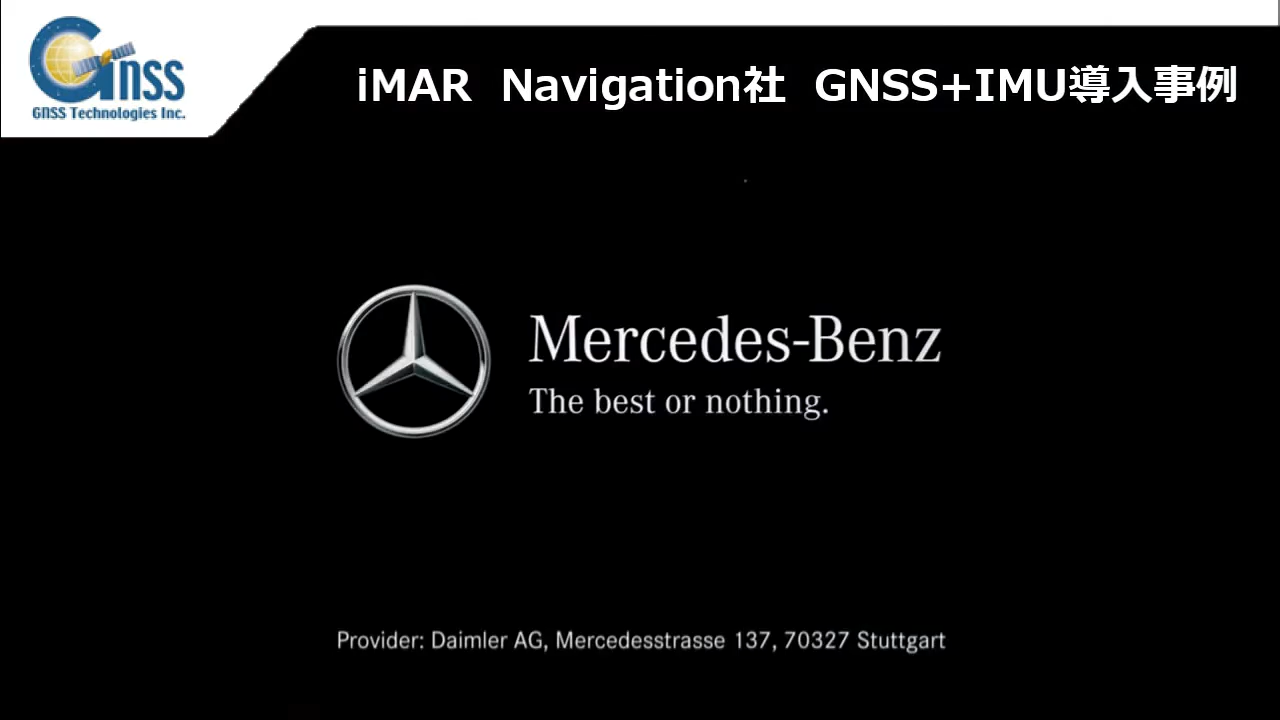 Gnss
GNSS Technologies Inc.
iMAR Navigation社 GNSS+IMU導入事例
Mercedes-Benz
The best or nothing.
Provider: Daimler AG, Mercedesstrasse 137, 70327 Stuttgart